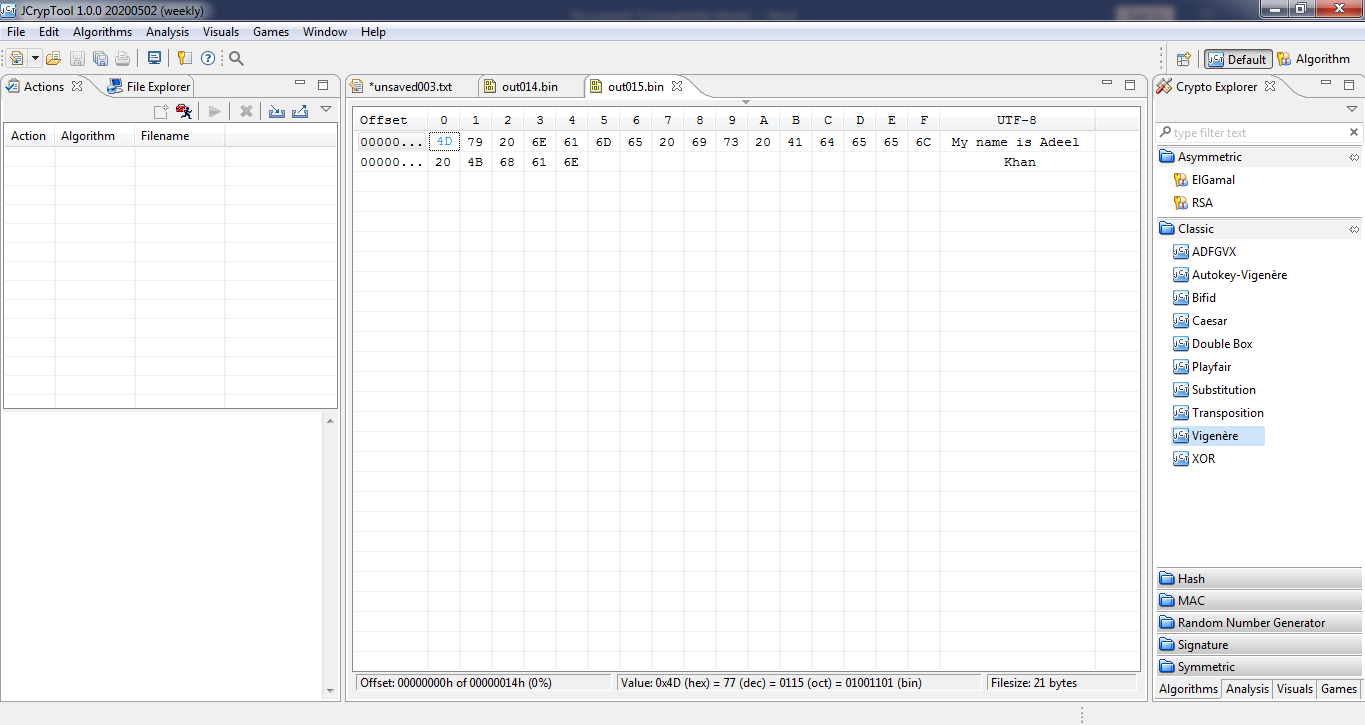 JCrypTool 1.0.0 20200502 (weekly)
File Edit Algorithms Analysis Visuals Games Window Help
Default Algorithm
Actions File Explorer
Action Algorithm Filename
*unsaved003.txt out014.bin out015.bin
Offset 0 1 2 3 4 5 6 7 8 9 A B C D E F UTF-8
00000... 4D 79 20 6E 61 6D 65 20 69 73 20 41 64 65 65 6C My name is Adeel
00000... 20 4B 68 61 6E Khan
Offset: 00000000h of 00000014h (0%) Value: 0x4D (hex) = 77 (dec) = 0115 (oct) = 01001101 (bin) Filesize: 21 bytes
Crypto Explorer
type filter text
Asymmetric
ElGamal
RSA
Classic
ADFGVX
Autokey-Vigenère
Bifid
Caesar
Double Box
Playfair
Substitution
Transposition
Vigenère
XOR
Hash
MAC
Random Number Generator
Signature
Symmetric
Algorithms Analysis Visuals Games